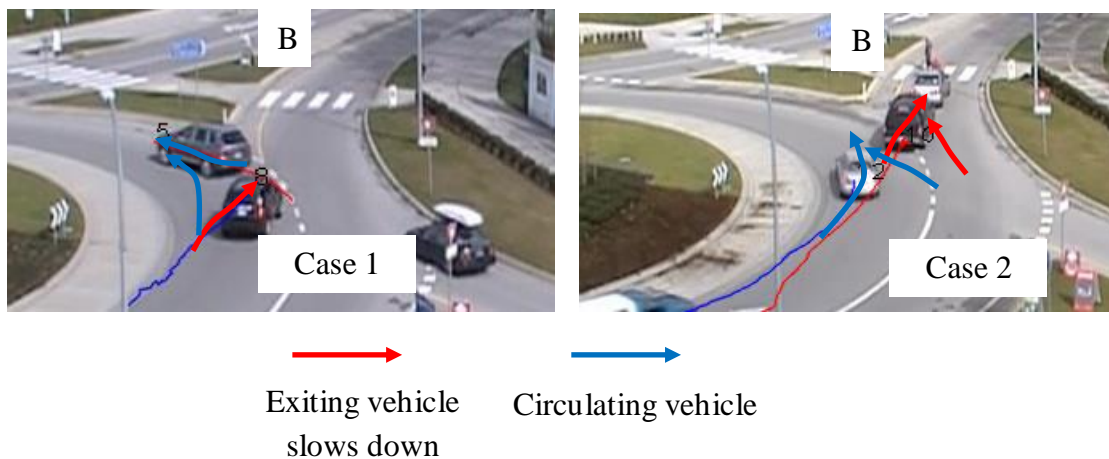 B
B
5
8
2
Case 1
Case 2
Exiting vehicle
slows down
Circulating vehicle